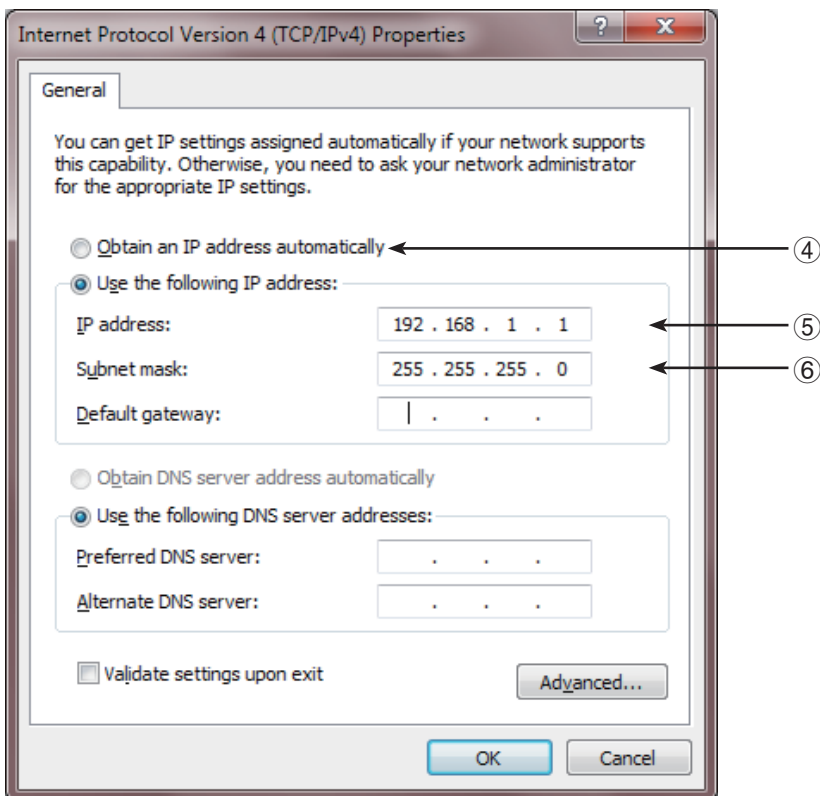 Internet Protocol Version 4 (TCP/IPv4) Properties
?
X
General
You can get IP settings assigned automatically if your network supports
this capability. Otherwise, you need to ask your network administrator
for the appropriate IP settings.
Obtain an IP address automatically ④
Use the following IP address:
IP address: 192 . 168 . 1 . 1 ⑤
Subnet mask: 255 . 255 . 255 . 0 ⑥
Default gateway: . . .
Obtain DNS server address automatically
Use the following DNS server addresses:
Preferred DNS server: . . .
Alternate DNS server: . . .
Validate settings upon exit
Advanced...
OK Cancel